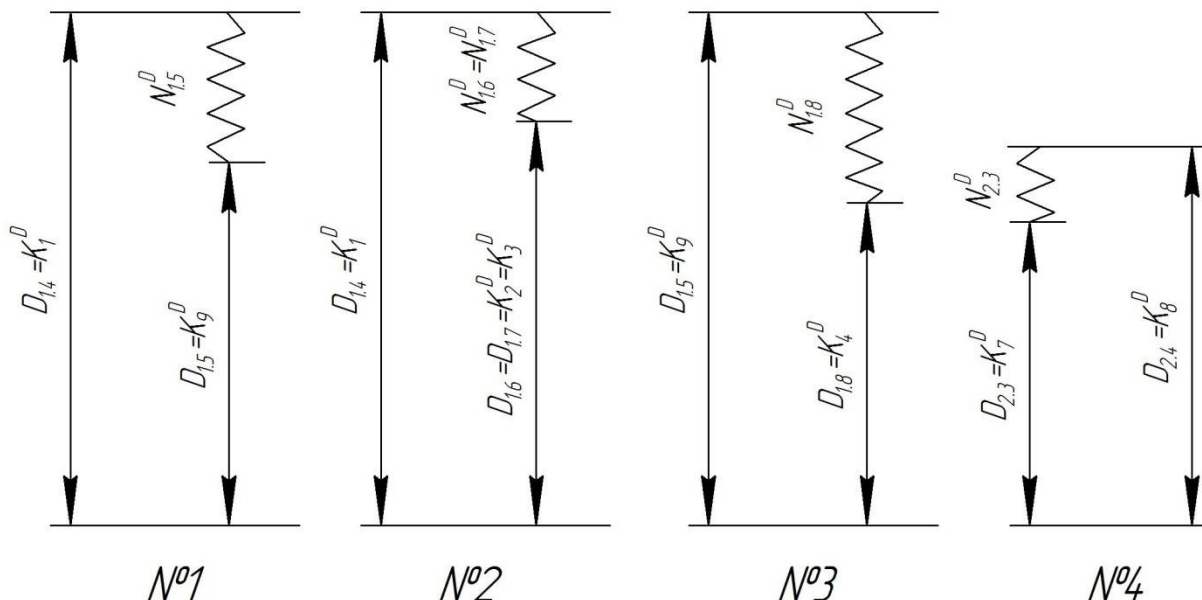 D₁.₄=K₁ᴰ
N₁.₅ᴰ
D₁.₅=K₉ᴰ
№1
D₁.₄=K₁ᴰ
N₁.₆ᴰ=N₁.₇ᴰ
D₁.₆=D₁.₇=K₂ᴰ=K₃ᴰ
№2
D₁.₅=K₉ᴰ
N₁.₈ᴰ
D₁.₈=K₄ᴰ
№3
N₂.₃ᴰ
D₂.₃=K₇ᴰ
D₂.₄=K₈ᴰ
№4